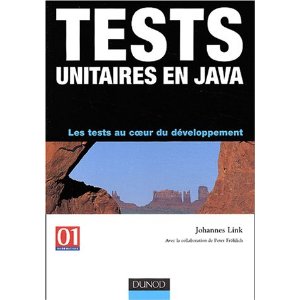 TESTS
UNITAIRES EN JAVA
Les tests au cœur du développement
01
Johannes Link
Avec la collaboration de Peter Fröhlich
DUNOD